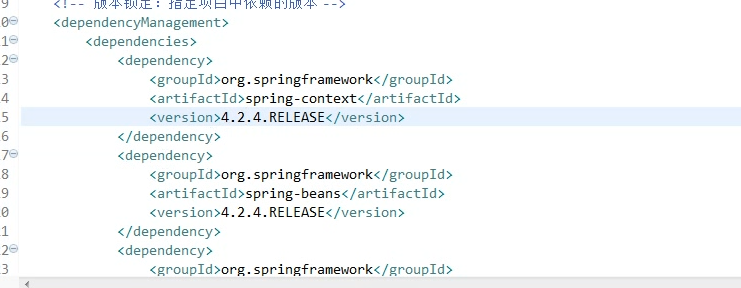 9 <!-- 版本锁定：指定项目中依赖的版本 -->
0 <dependencyManagement>
1 <dependencies>
2 <dependency>
3 <groupId>org.springframework</groupId>
4 <artifactId>spring-context</artifactId>
5 <version>4.2.4.RELEASE</version>
6 </dependency>
7 <dependency>
8 <groupId>org.springframework</groupId>
9 <artifactId>spring-beans</artifactId>
0 <version>4.2.4.RELEASE</version>
1 </dependency>
2 <dependency>
3 <groupId>org.springframework</groupId>